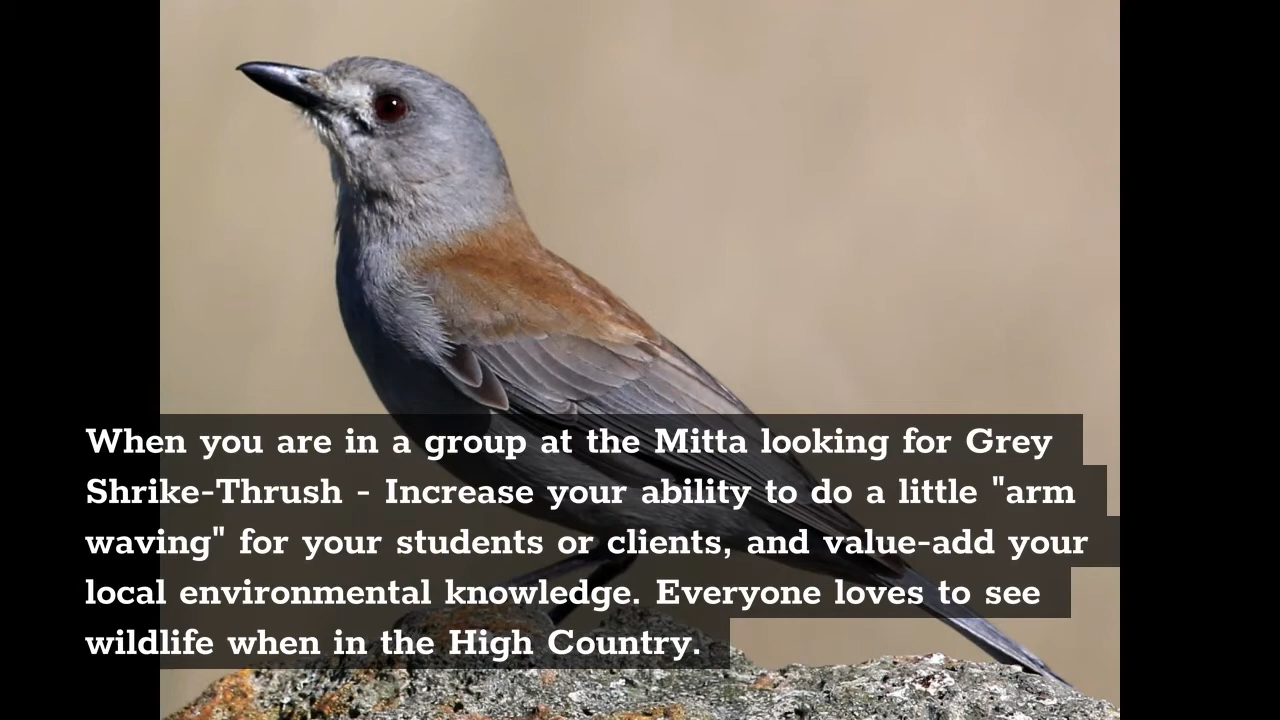 When you are in a group at the Mitta looking for Grey
Shrike-Thrush - Increase your ability to do a little "arm
waving" for your students or clients, and value-add your
local environmental knowledge. Everyone loves to see
wildlife when in the High Country.